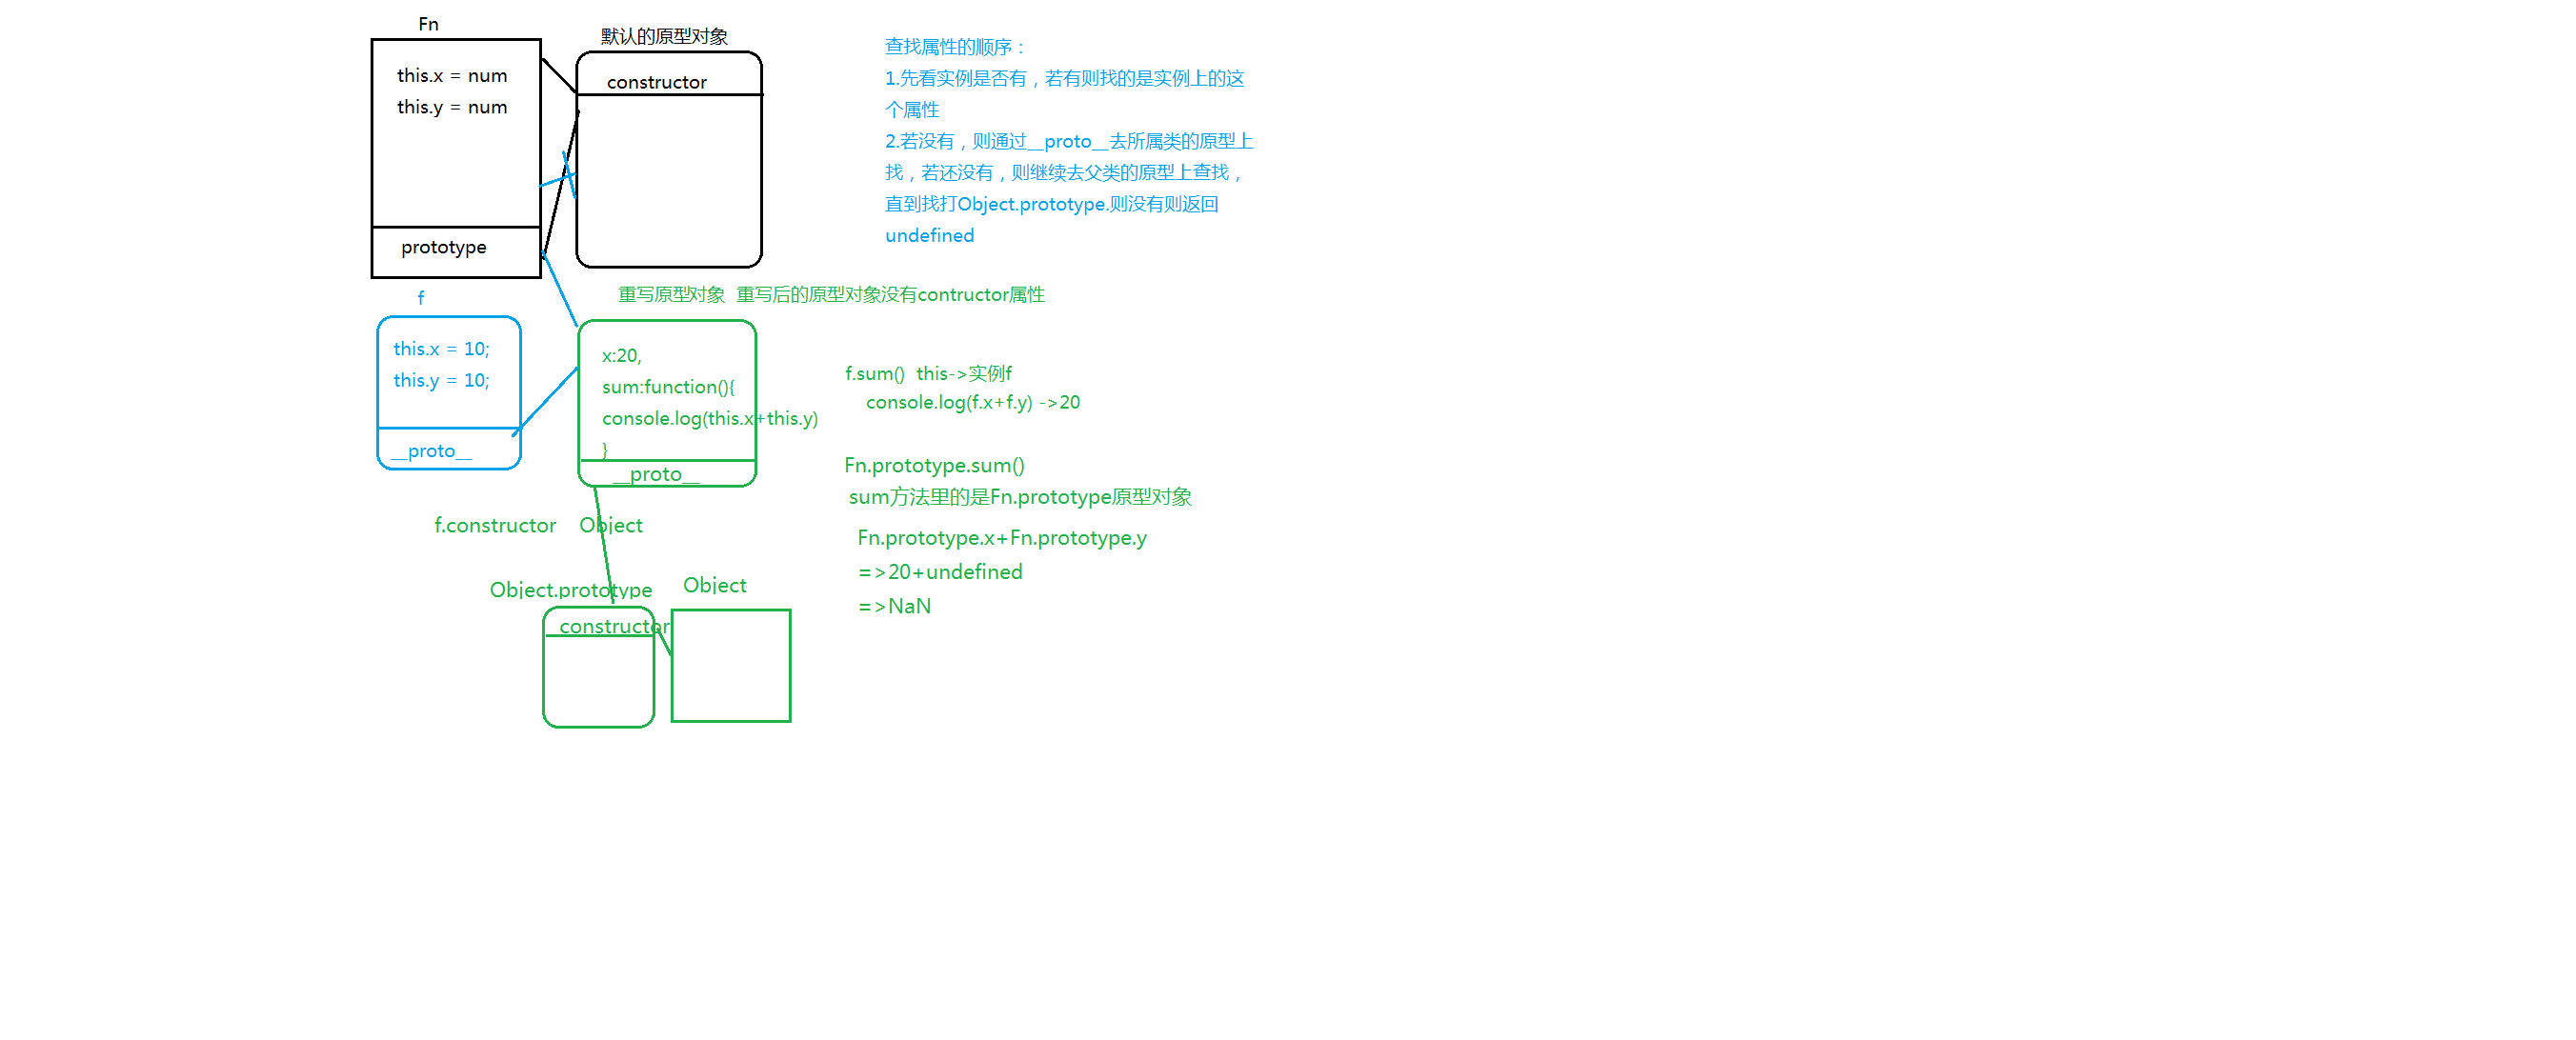 Fn
this.x = num
this.y = num
prototype
默认的原型对象
constructor
查找属性的顺序：
1.先看实例是否有，若有则找的是实例上的这
个属性
2.若没有，则通过__proto__去所属类的原型上
找，若还没有，则继续去父类的原型上查找，
直到找打Object.prototype.则没有则返回
undefined
f
this.x = 10;
this.y = 10;
__proto__
重写原型对象 重写后的原型对象没有contructor属性
x:20,
sum:function(){
console.log(this.x+this.y)
}
__proto__
f.sum() this->实例f
console.log(f.x+f.y) ->20
Fn.prototype.sum()
sum方法里的是Fn.prototype原型对象
Fn.prototype.x+Fn.prototype.y
=>20+undefined
=>NaN
f.constructor Object
Object.prototype
Object
constructor